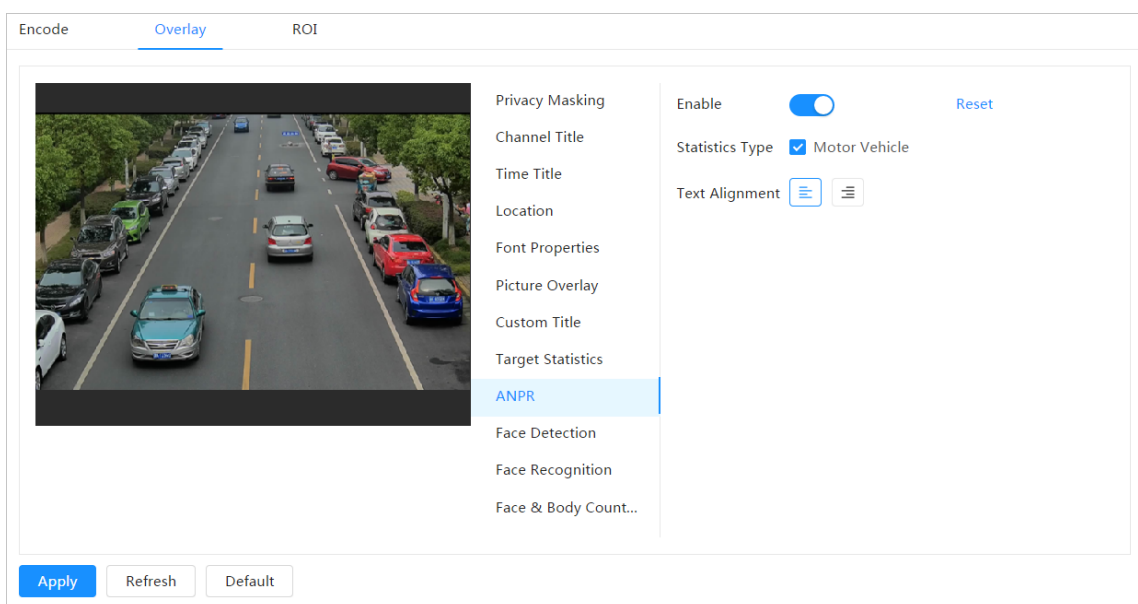 Encode Overlay ROI
Privacy Masking
Channel Title
Time Title
Location
Font Properties
Picture Overlay
Custom Title
Target Statistics
ANPR
Face Detection
Face Recognition
Face & Body Count...
Enable Reset
Statistics Type Motor Vehicle
Text Alignment
Apply Refresh Default